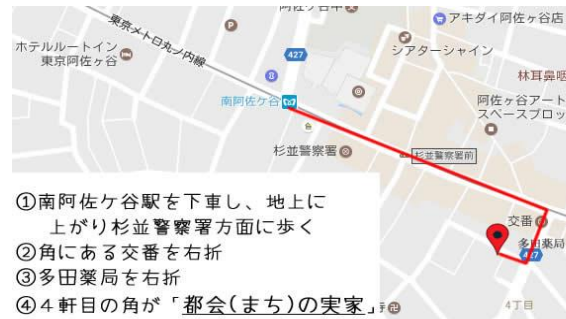 アキダイ阿佐ヶ谷店
東京メトロ丸ノ内線
ホテルルートイン
東京阿佐ヶ谷
427
シアターシャイン
林耳鼻咽
南阿佐ケ谷
阿佐ヶ谷アート
スペースブロッ
杉並警察署
杉並警察署前
交番
多田薬局
427
4丁目
①南阿佐ケ谷駅を下車し、地上に
上がり杉並警察署方面に歩く
②角にある交番を右折
③多田薬局を右折
④4軒目の角が「都会(まち)の実家」